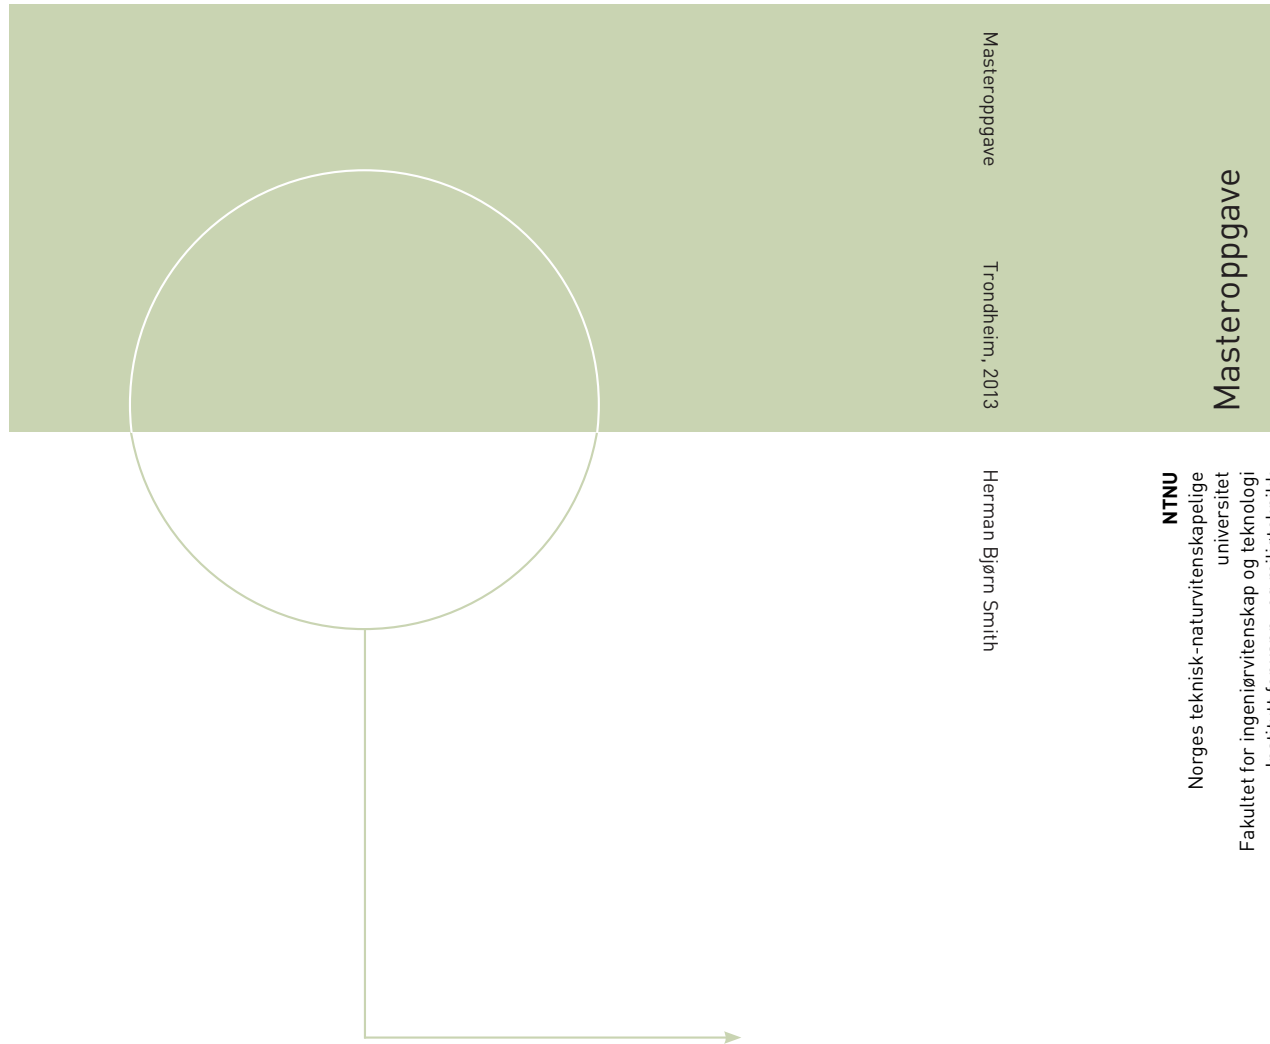 Masteroppgave
Trondheim, 2013
Herman Bjørn Smith
Masteroppgave
NTNU
Norges teknisk-naturvitenskapelige
universitet
Fakultet for ingeniørvitenskap og teknologi